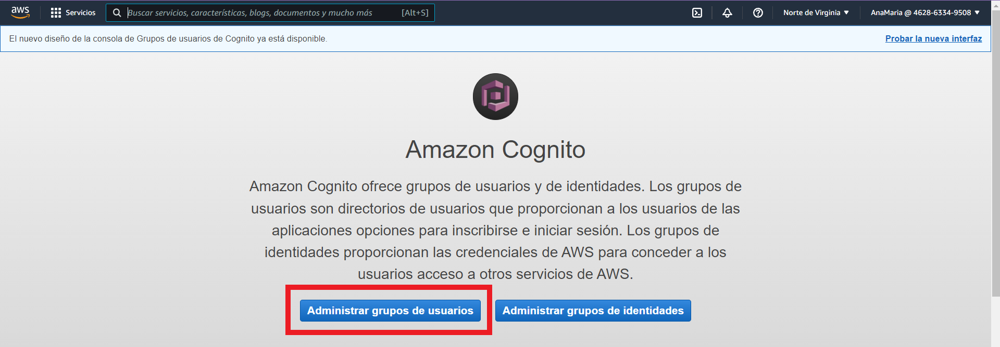 aws
Servicios
Buscar servicios, características, blogs, documentos y mucho más [Alt+S]
Norte de Virginia
AnaMaria @ 4628-6334-9508
El nuevo diseño de la consola de Grupos de usuarios de Cognito ya está disponible.
Probar la nueva interfaz
Amazon Cognito
Amazon Cognito ofrece grupos de usuarios y de identidades. Los grupos de
usuarios son directorios de usuarios que proporcionan a los usuarios de las
aplicaciones opciones para inscribirse e iniciar sesión. Los grupos de
identidades proporcionan las credenciales de AWS para conceder a los
usuarios acceso a otros servicios de AWS.
Administrar grupos de usuarios
Administrar grupos de identidades